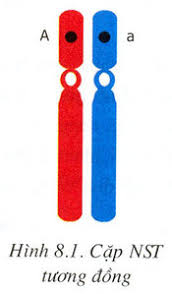 A a
Hình 8.1. Cặp NST
tương đồng